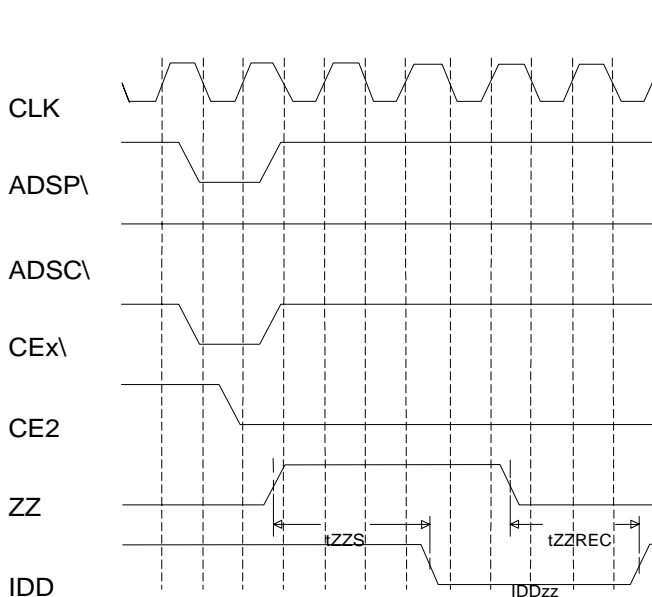 CLK
ADSP\
ADSC\
CEx\
CE2
ZZ
tZZS
tZZREC
IDD
IDDzz